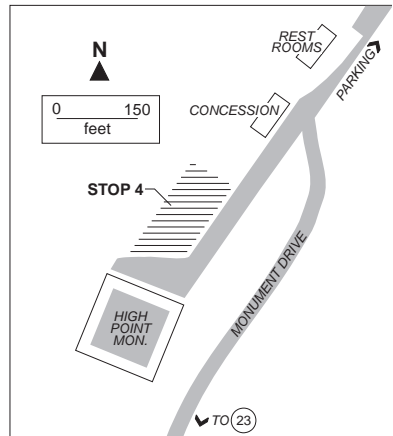 REST
ROOMS
N
PARKING
0 150
feet
CONCESSION
STOP 4
MONUMENT DRIVE
HIGH
POINT
MON.
TO 23